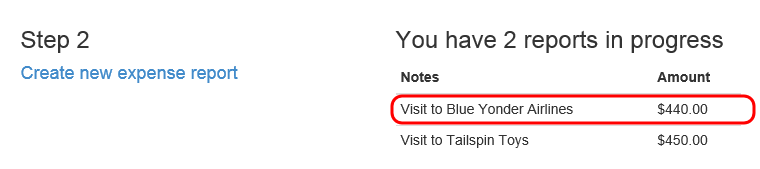 Step 2
Create new expense report
You have 2 reports in progress
Notes Amount
Visit to Blue Yonder Airlines $440.00
Visit to Tailspin Toys $450.00